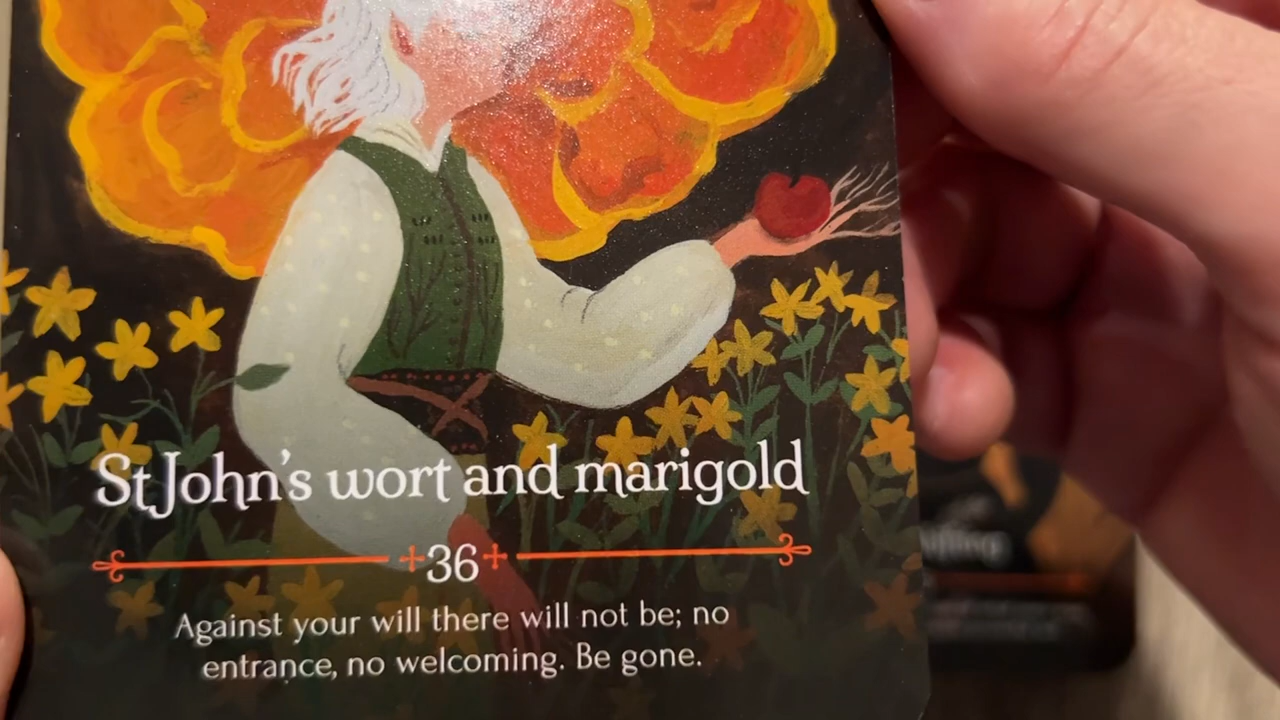 St John's wort and marigold
36
Against your will there will not be; no
entrance, no welcoming. Be gone.